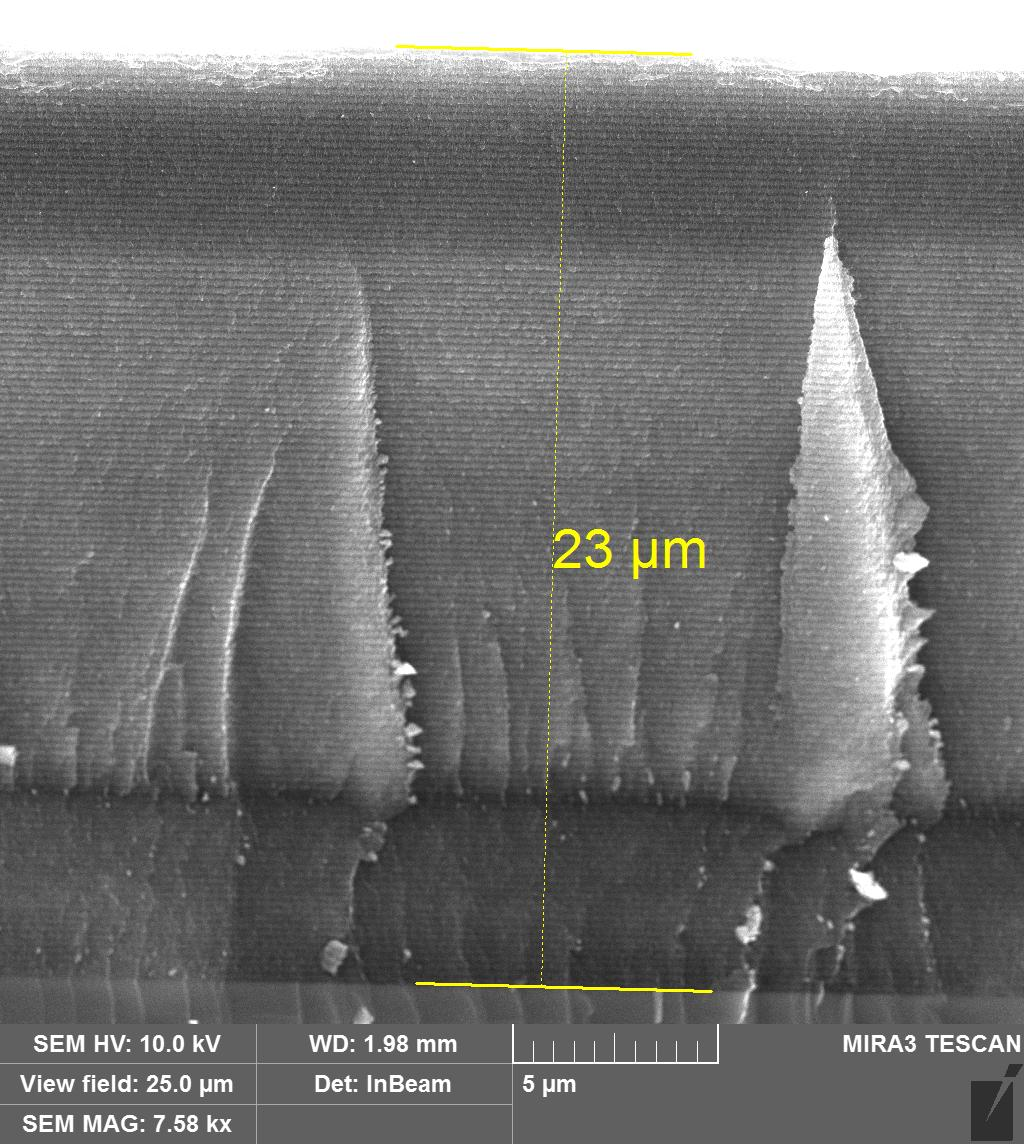 23 µm
SEM HV: 10.0 kV
WD: 1.98 mm
MIRA3 TESCAN
View field: 25.0 µm
Det: InBeam
5 µm
SEM MAG: 7.58 kx